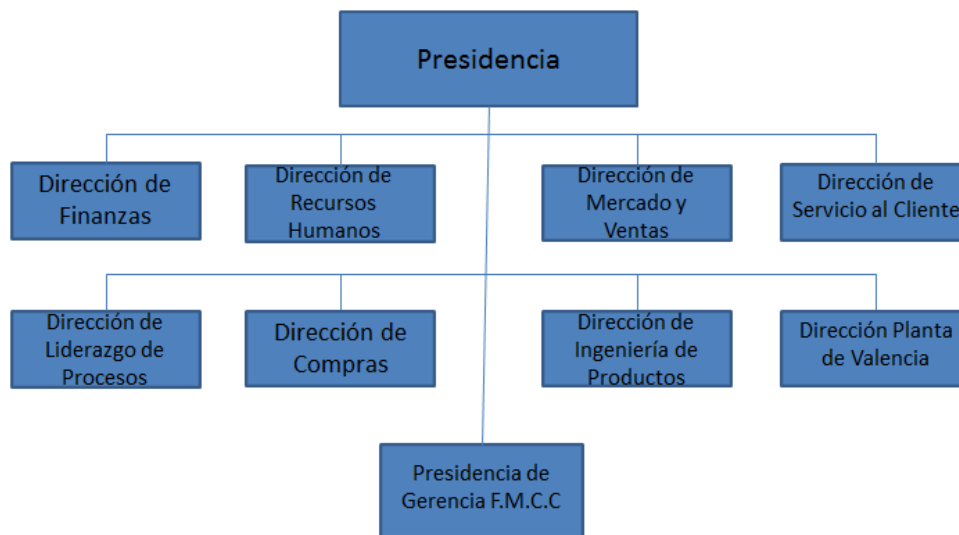 Presidencia
Dirección de
Finanzas
Dirección de
Recursos
Humanos
Dirección de
Mercado y
Ventas
Dirección de
Servicio al Cliente
Dirección de
Liderazgo de
Procesos
Dirección de
Compras
Dirección de
Ingeniería de
Productos
Dirección Planta
de Valencia
Presidencia de
Gerencia F.M.C.C